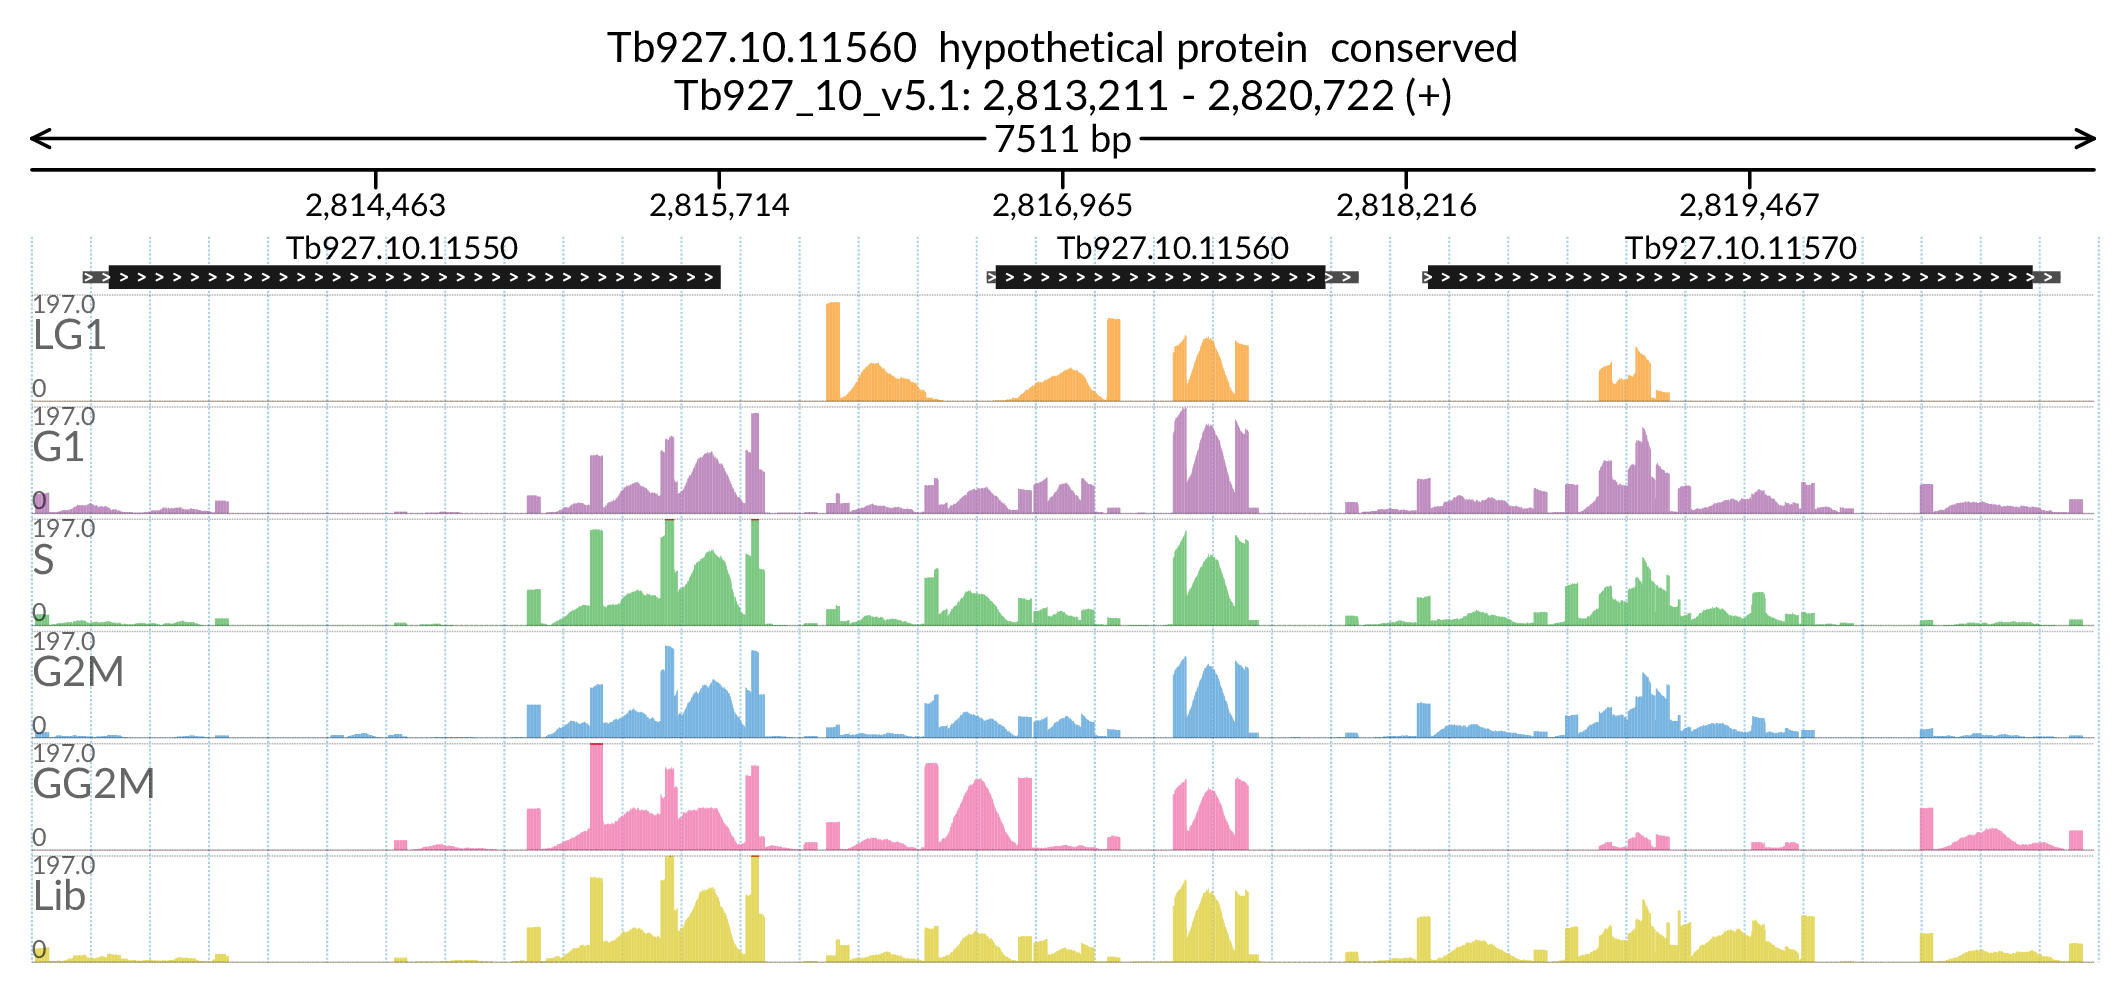 Tb927.10.11560 hypothetical protein conserved
Tb927_10_v5.1: 2,813,211 - 2,820,722 (+)
7511 bp
2,814,463 2,815,714 2,816,965 2,818,216 2,819,467
Tb927.10.11550 Tb927.10.11560 Tb927.10.11570
197.0
LG1
0
197.0
G1
0
197.0
S
0
197.0
G2M
0
197.0
GG2M
0
197.0
Lib
0